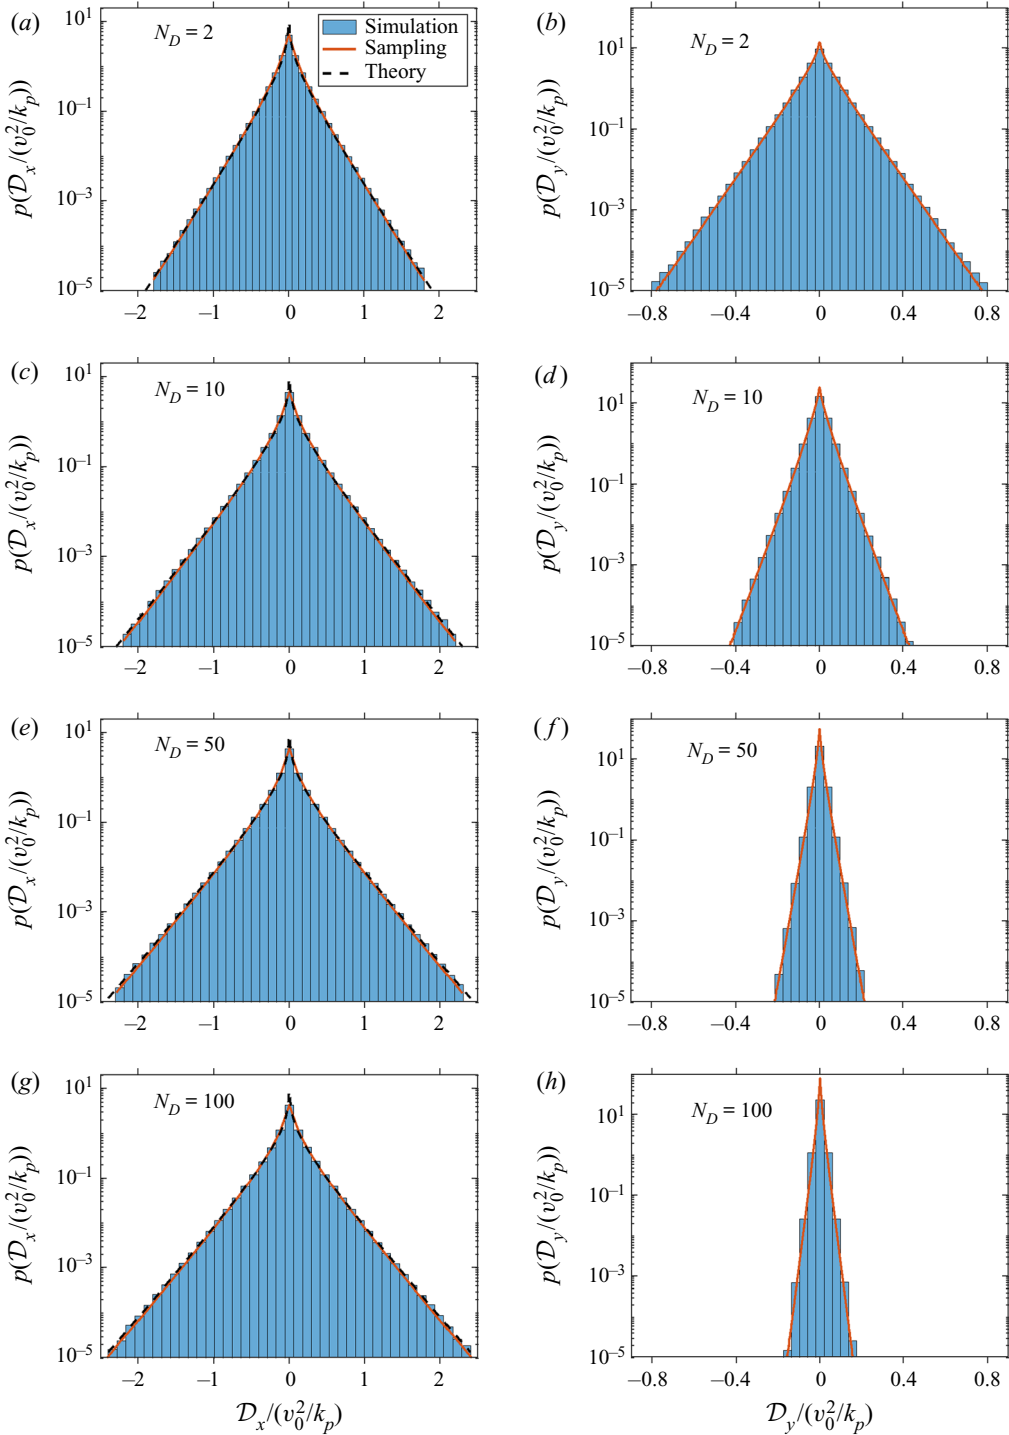 (a)
N_D = 2
Simulation
Sampling
Theory
10^1
10^{-1}
10^{-3}
10^{-5}
p(𝒟_x/(v_0^2/k_p))
−2 −1 0 1 2
(b)
N_D = 2
10^1
10^{-1}
10^{-3}
10^{-5}
p(𝒟_y/(v_0^2/k_p))
−0.8 −0.4 0 0.4 0.8
(c)
N_D = 10
10^1
10^{-1}
10^{-3}
10^{-5}
p(𝒟_x/(v_0^2/k_p))
−2 −1 0 1 2
(d)
N_D = 10
10^1
10^{-1}
10^{-3}
10^{-5}
p(𝒟_y/(v_0^2/k_p))
−0.8 −0.4 0 0.4 0.8
(e)
N_D = 50
10^1
10^{-1}
10^{-3}
10^{-5}
p(𝒟_x/(v_0^2/k_p))
−2 −1 0 1 2
(f)
N_D = 50
10^1
10^{-1}
10^{-3}
10^{-5}
p(𝒟_y/(v_0^2/k_p))
−0.8 −0.4 0 0.4 0.8
(g)
N_D = 100
10^1
10^{-1}
10^{-3}
10^{-5}
p(𝒟_x/(v_0^2/k_p))
−2 −1 0 1 2
𝒟_x/(v_0^2/k_p)
(h)
N_D = 100
10^1
10^{-1}
10^{-3}
10^{-5}
p(𝒟_y/(v_0^2/k_p))
−0.8 −0.4 0 0.4 0.8
𝒟_y/(v_0^2/k_p)